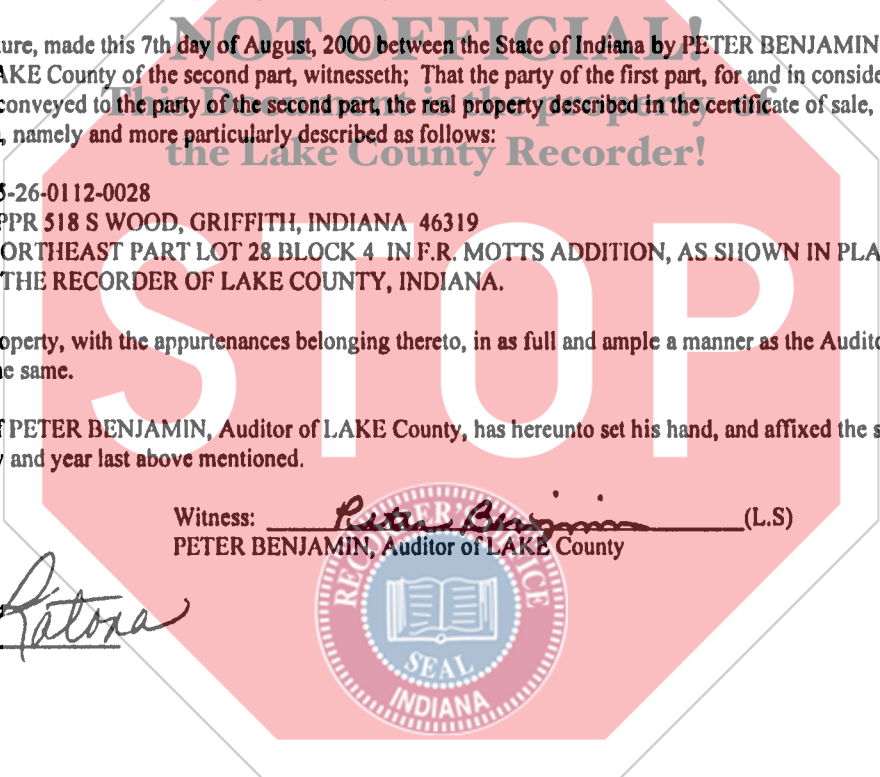 NOT OFFICIAL!
ure, made this 7th day of August, 2000 between the State of Indiana by PETER BENJAMIN
AKE County of the second part, witnesseth; That the party of the first part, for and in conside
This Document is the property of
conveyed to the party of the second part, the real property described in the certificate of sale,
, namely and more particularly described as follows:
the Lake County Recorder!
-26-0112-0028
PPR 518 S WOOD, GRIFFITH, INDIANA 46319
ORTHEAST PART LOT 28 BLOCK 4 IN F.R. MOTTS ADDITION, AS SHOWN IN PLA
THE RECORDER OF LAKE COUNTY, INDIANA.
STOP
operty, with the appurtenances belonging thereto, in as full and ample a manner as the Audito
e same.
f PETER BENJAMIN, Auditor of LAKE County, has hereunto set his hand, and affixed the s
y and year last above mentioned.
Witness: Peter Benjamin (L.S)
PETER BENJAMIN, Auditor of LAKE County
RECORDER'S OFFICE
SEAL
INDIANA
Katona